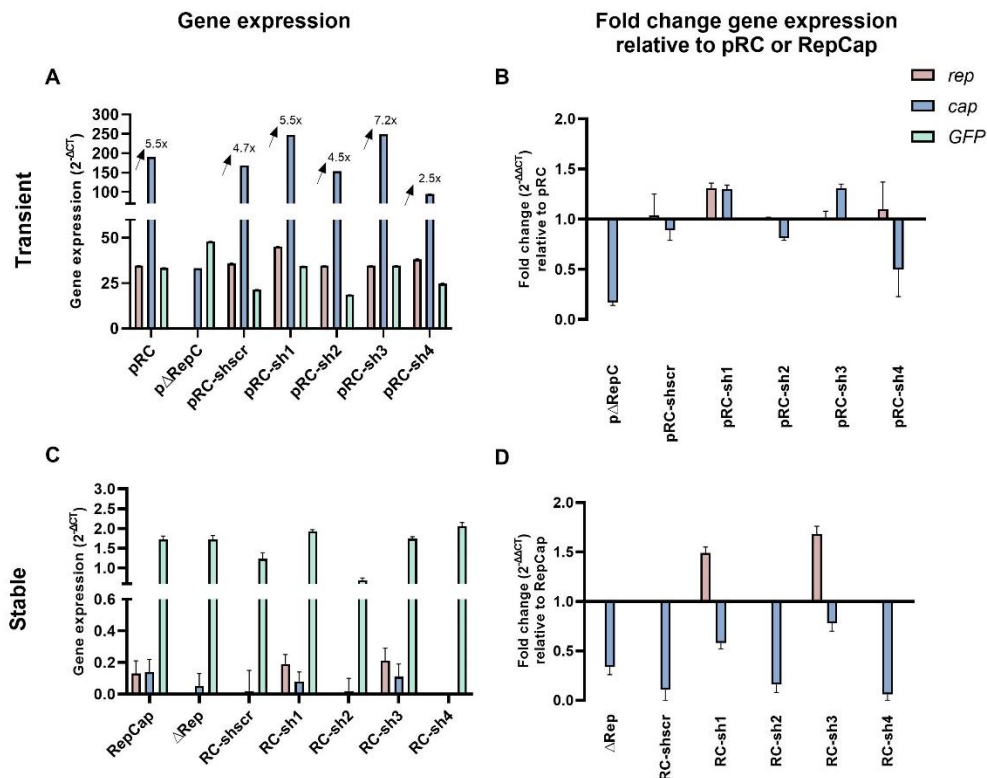 Gene expression
Fold change gene expression
relative to pRC or RepCap
rep
cap
GFP
Transient
A
Gene expression (2^-ΔCT)
300
250
200
150
100
50
25
0
5.5x
4.7x
5.5x
4.5x
7.2x
2.5x
pRC
p△RepC
pRC-shscr
pRC-sh1
pRC-sh2
pRC-sh3
pRC-sh4
B
Fold change (2^-ΔΔCT)
relative to pRC
2.0
1.5
1.0
0.5
0.0
p△RepC
pRC-shscr
pRC-sh1
pRC-sh2
pRC-sh3
pRC-sh4
Stable
C
Gene expression (2^-ΔCT)
3.0
2.5
2.0
1.5
1.0
0.6
0.4
0.2
0.0
RepCap
△Rep
RC-shscr
RC-sh1
RC-sh2
RC-sh3
RC-sh4
D
Fold change (2^-ΔΔCT)
relative to RepCap
2.0
1.5
1.0
0.5
0.0
△Rep
RC-shscr
RC-sh1
RC-sh2
RC-sh3
RC-sh4